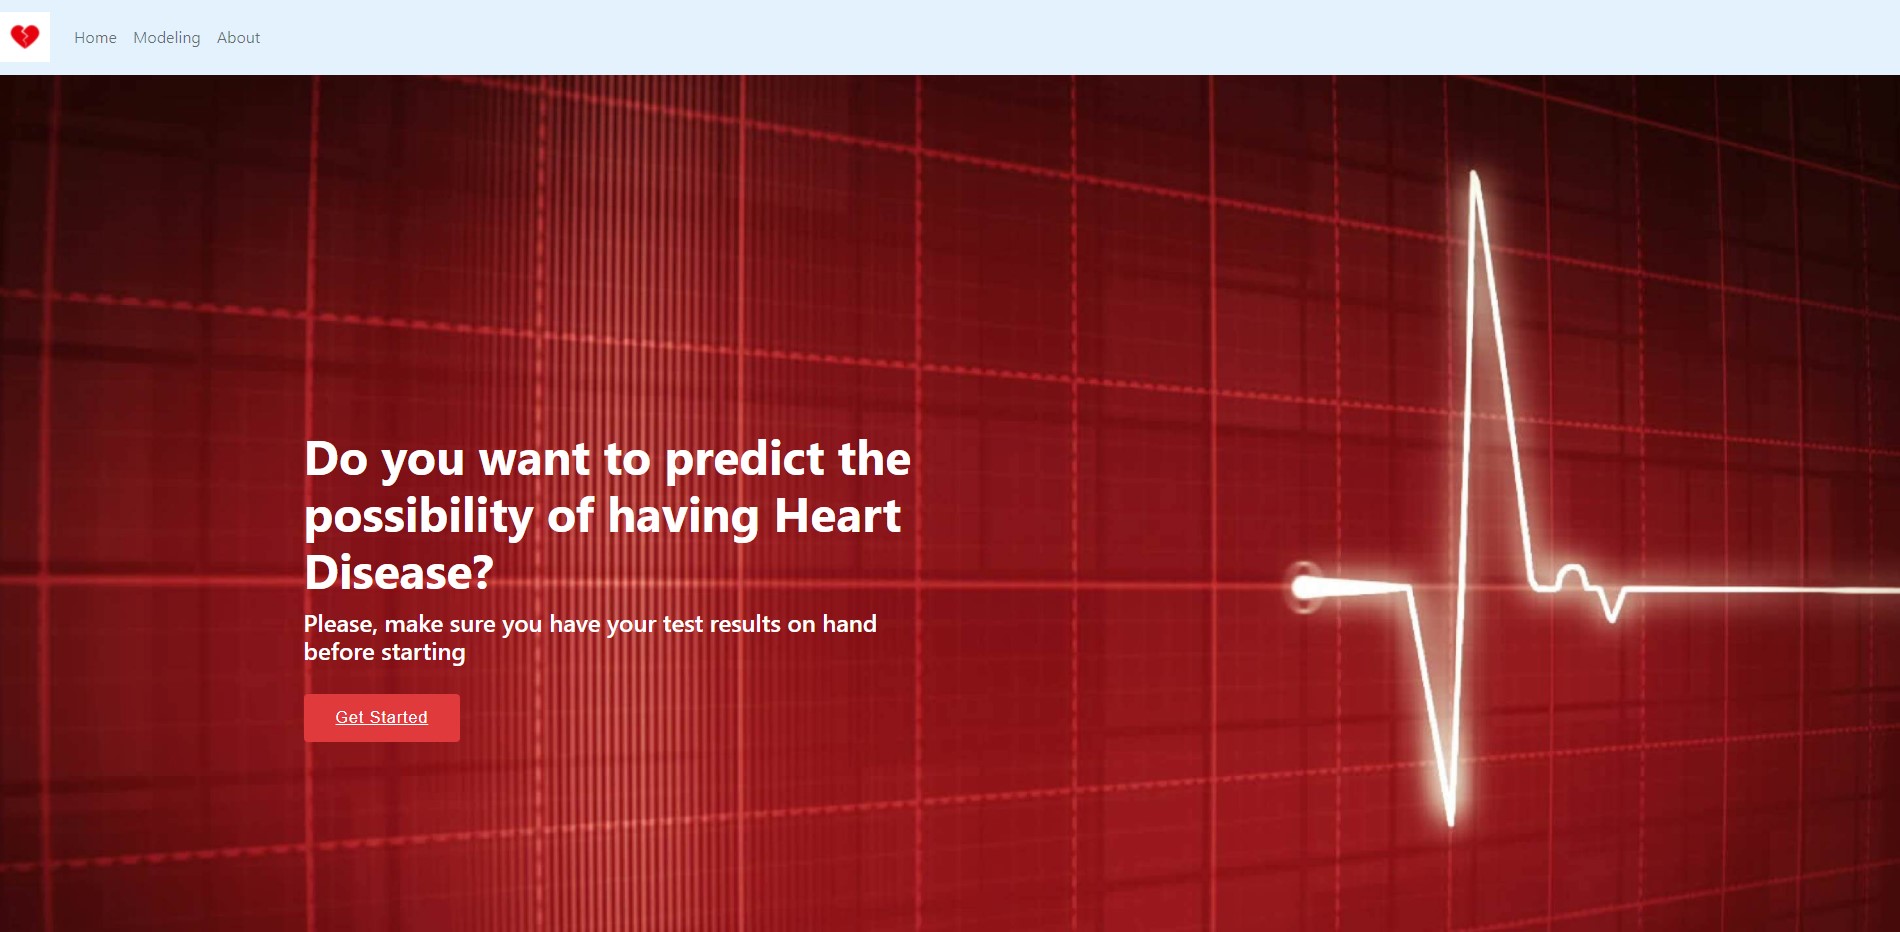 Home Modeling About
Do you want to predict the
possibility of having Heart
Disease?
Please, make sure you have your test results on hand
before starting
Get Started